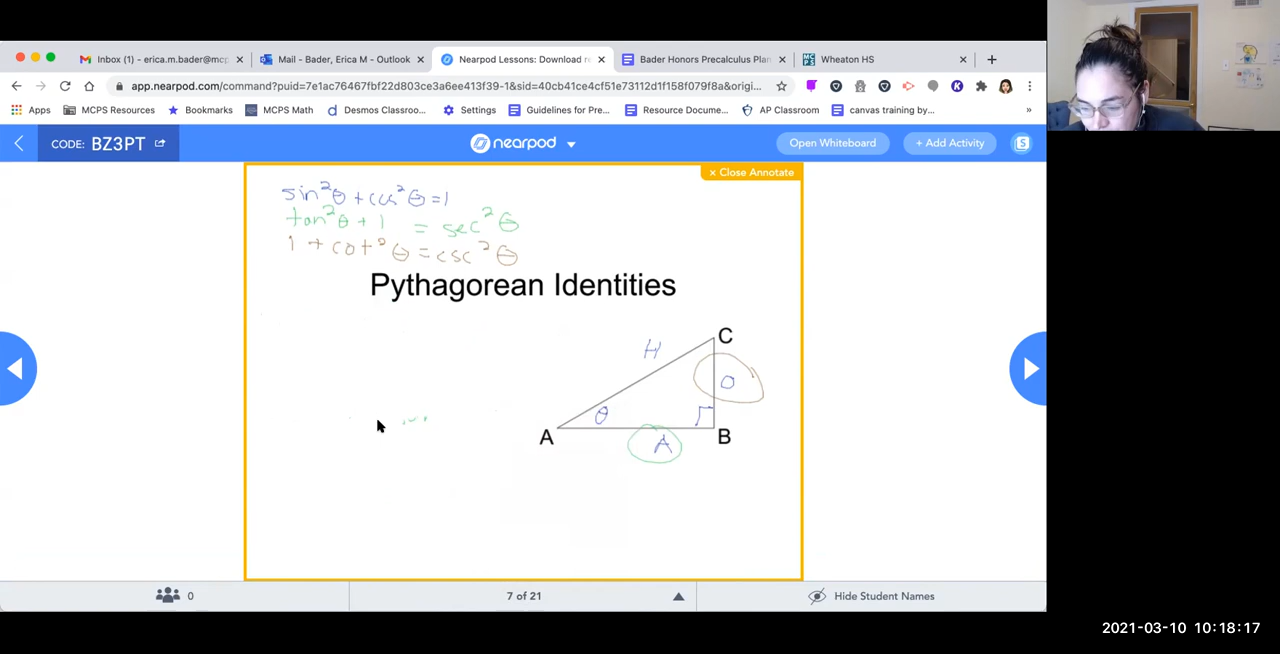 Inbox (1) - erica.m.bader@mcp
Mail - Bader, Erica M - Outlook
Nearpod Lessons: Download r
Bader Honors Precalculus Plan
Wheaton HS
app.nearpod.com/command?puid=7e1ac76467fbf22d803ce3a6ee413f39-1&sid=40cb41ce4cf51e73112d1f158f079f8a&origi...
Apps MCPS Resources Bookmarks MCPS Math Desmos Classroo... Settings Guidelines for Pre... Resource Docume... AP Classroom canvas training by... »
CODE: BZ3PT nearpod Open Whiteboard + Add Activity S
× Close Annotate
sin²θ + cos²θ = 1
tan²θ + 1 = sec²θ
1 + cot²θ = csc²θ
Pythagorean Identities
C
H
O
θ
A
A
B
0
7 of 21
Hide Student Names
2021-03-10 10:18:17